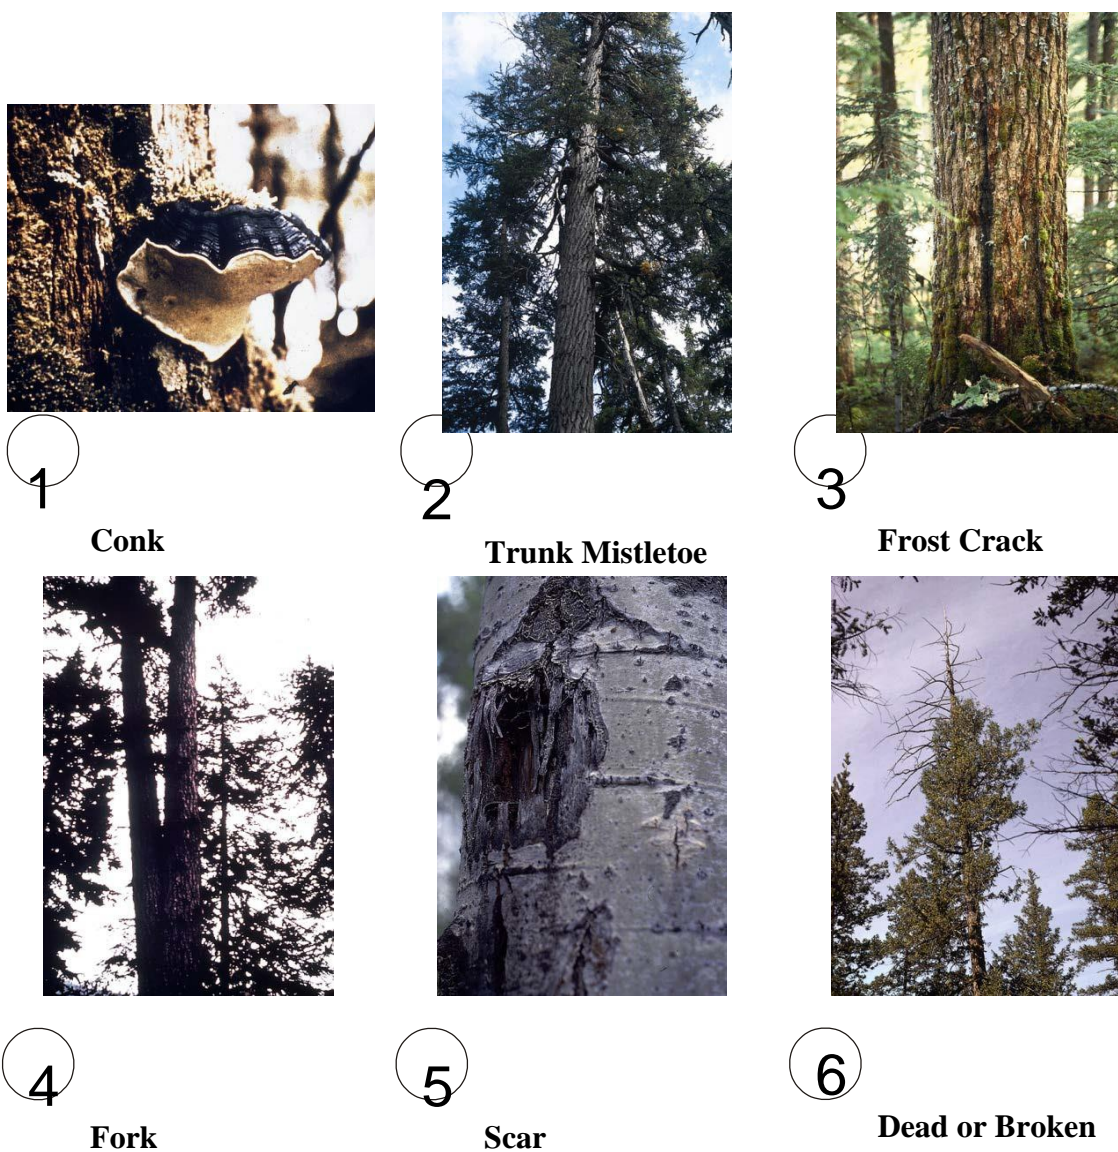 1
2
3
Conk
Trunk Mistletoe
Frost Crack
4
5
6
Fork
Scar
Dead or Broken